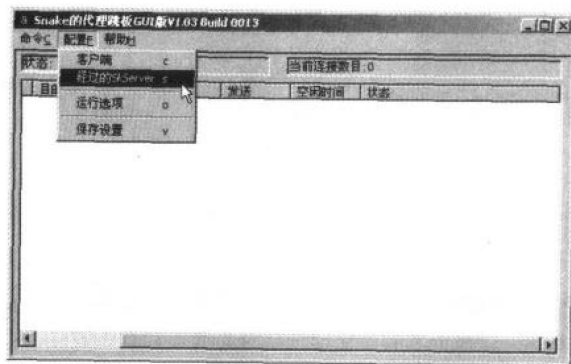 Snake的代理跳板GUI版V1.03 Build 0013
命令C 配置E 帮助H
状态: 当前连接数目:0
客户端 c
经过的SkServer s
运行选项 o
保存设置 v
发送 空闲时间 状态